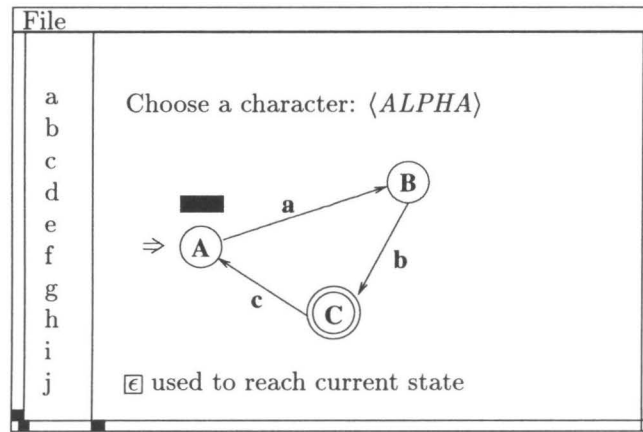 File
a
b
c
d
e
f
g
h
i
j
Choose a character: ⟨ALPHA⟩
B
a
⇒ A
b
c
C
ϵ used to reach current state